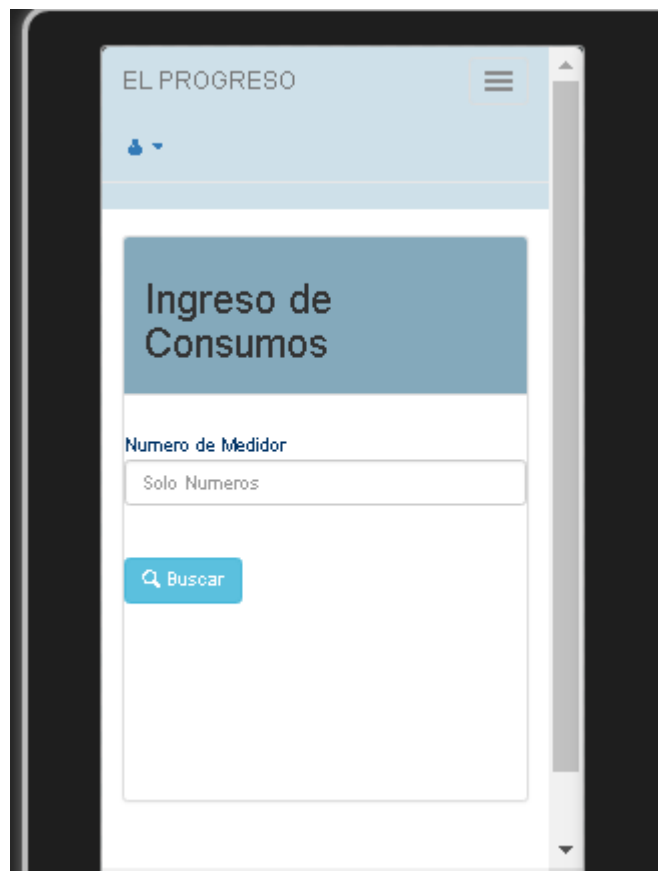 EL PROGRESO
Ingreso de
Consumos
Numero de Medidor
Solo Numeros
Buscar